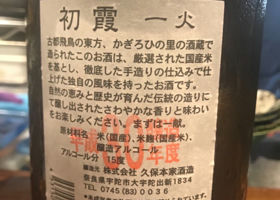 初霞 一火
古都飛鳥の東方、かぎろひの里の酒蔵で
造られたこのお酒は、厳選された国産米
を基とし、徹底した手造りの仕込みで仕
上げた独自の風味を持ったお酒です。
自然の恵みと歴史が育んだ伝統の造りに
て醸し出されたさわやかな香りと味わい
をお楽しみください。まずは一献。
原材料名 米(国産)、米麹(国産米)、
醸造アルコール
アルコール分 15度
年度
醸造元 株式会社 久保本家酒造
奈良県宇陀市大宇陀出新1834
TEL 0745(83)0036